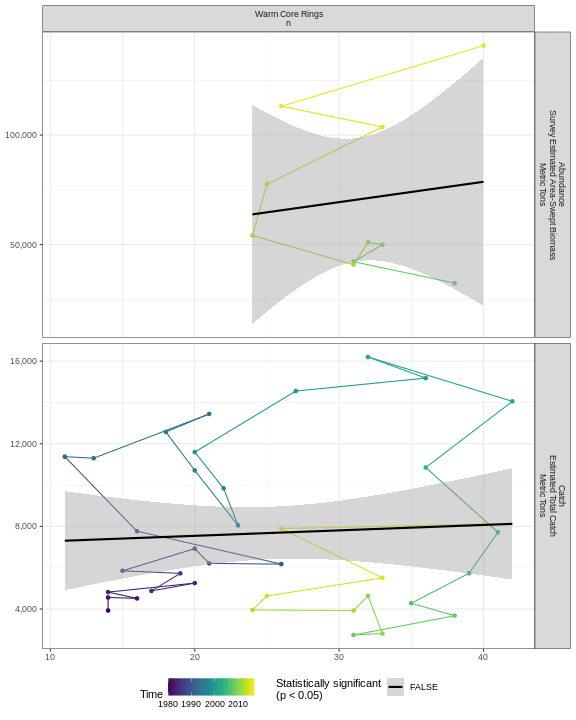 Warm Core Rings
n
100,000
50,000
Abundance
Survey Estimated Area-Swept Biomass
Metric Tons
16,000
12,000
8,000
4,000
Catch
Estimated Total Catch
Metric Tons
10 20 30 40
Time
1980 1990 2000 2010
Statistically significant
(p < 0.05)
FALSE